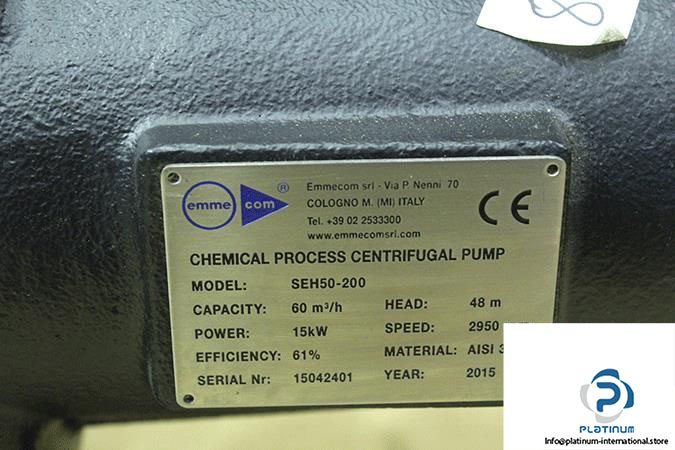 8
emme com ®
Emmecom srl - Via P. Nenni 70
COLOGNO M. (MI) ITALY
Tel. +39 02 2533300
www.emmecomsrl.com
CE
CHEMICAL PROCESS CENTRIFUGAL PUMP
MODEL: SEH50-200
CAPACITY: 60 m³/h HEAD: 48 m
POWER: 15kW SPEED: 2950
EFFICIENCY: 61% MATERIAL: AISI
SERIAL Nr: 15042401 YEAR: 2015
PLATINUM
Info@platinum-international.store